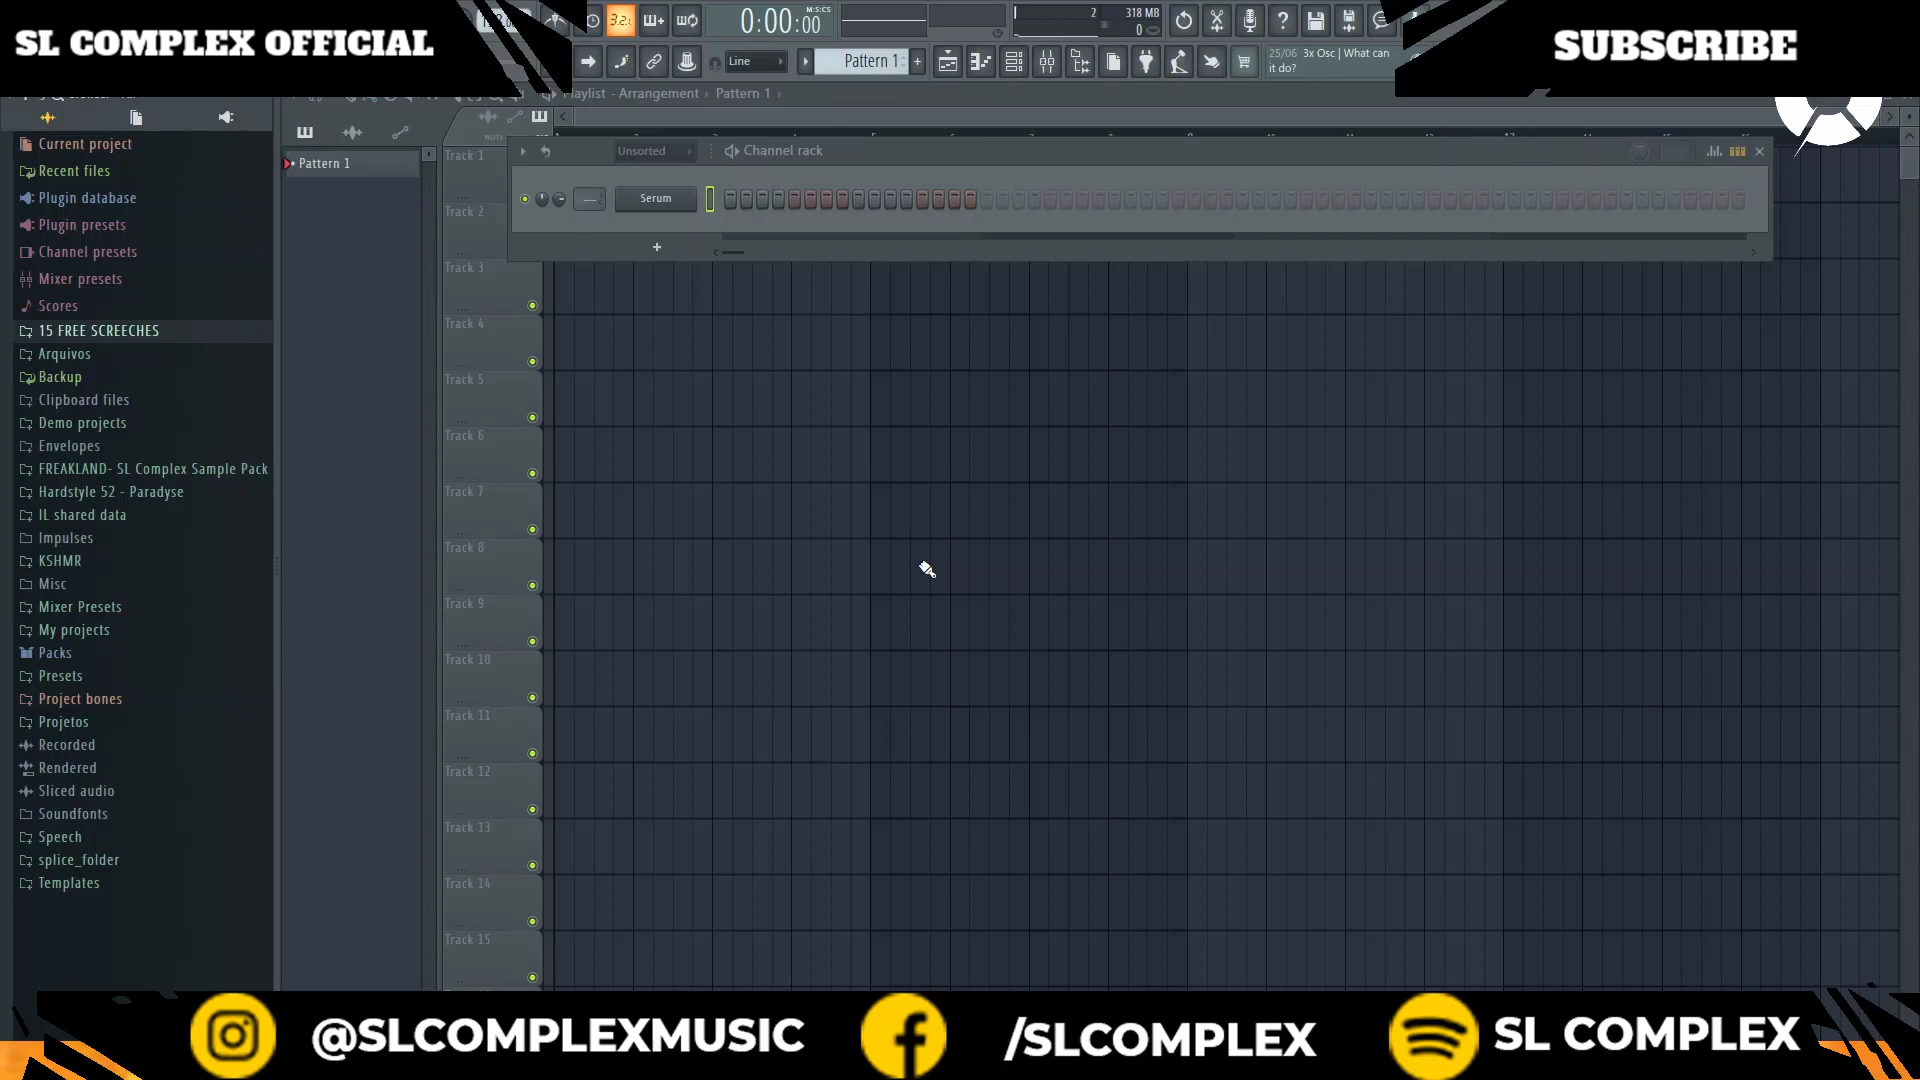 SL COMPLEX OFFICIAL
SUBSCRIBE
3.2
0:00:00
M:S:CS
2
318 MB
0
Line
Pattern 1
+
25/06 3x Osc | What can
it do?
Playlist - Arrangement › Pattern 1 ›
Current project
Recent files
Plugin database
Plugin presets
Channel presets
Mixer presets
Scores
15 FREE SCREECHES
Arquivos
Backup
Clipboard files
Demo projects
Envelopes
FREAKLAND- SL Complex Sample Pack
Hardstyle 52 - Paradyse
IL shared data
Impulses
KSHMR
Misc
Mixer Presets
My projects
Packs
Presets
Project bones
Projetos
Recorded
Rendered
Sliced audio
Soundfonts
Speech
splice_folder
Templates
Pattern 1
NOTE
Unsorted
Channel rack
Serum
+
Track 1
Track 2
Track 3
Track 4
Track 5
Track 6
Track 7
Track 8
Track 9
Track 10
Track 11
Track 12
Track 13
Track 14
Track 15
@SLCOMPLEXMUSIC
/SLCOMPLEX
SL COMPLEX